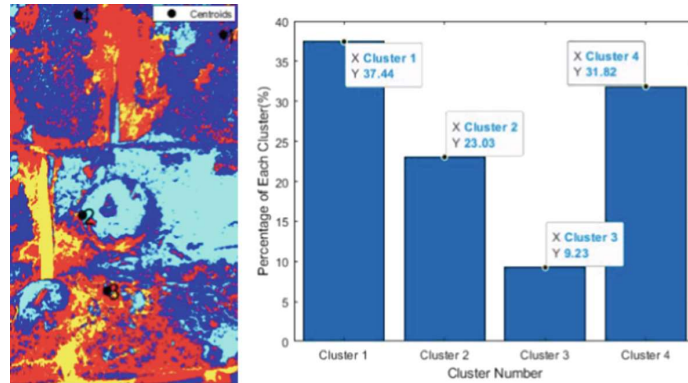 Centroids
4
1
2
3
40
35
30
25
20
15
10
5
0
Percentage of Each Cluster(%)
X Cluster 1
Y 37.44
X Cluster 2
Y 23.03
X Cluster 3
Y 9.23
X Cluster 4
Y 31.82
Cluster 1 Cluster 2 Cluster 3 Cluster 4
Cluster Number